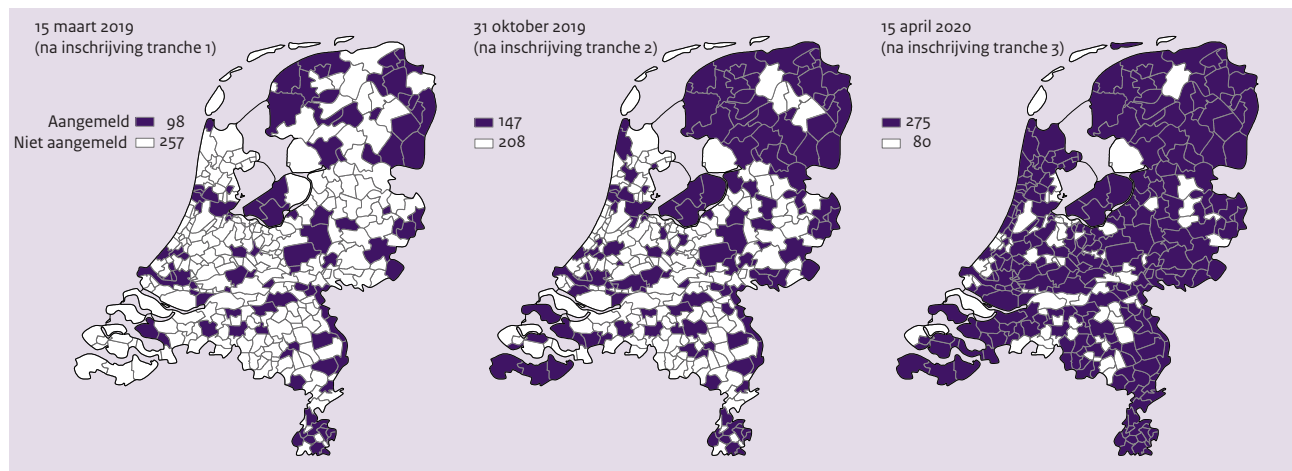 15 maart 2019
(na inschrijving tranche 1)
Aangemeld 98
Niet aangemeld 257
31 oktober 2019
(na inschrijving tranche 2)
147
208
15 april 2020
(na inschrijving tranche 3)
275
80